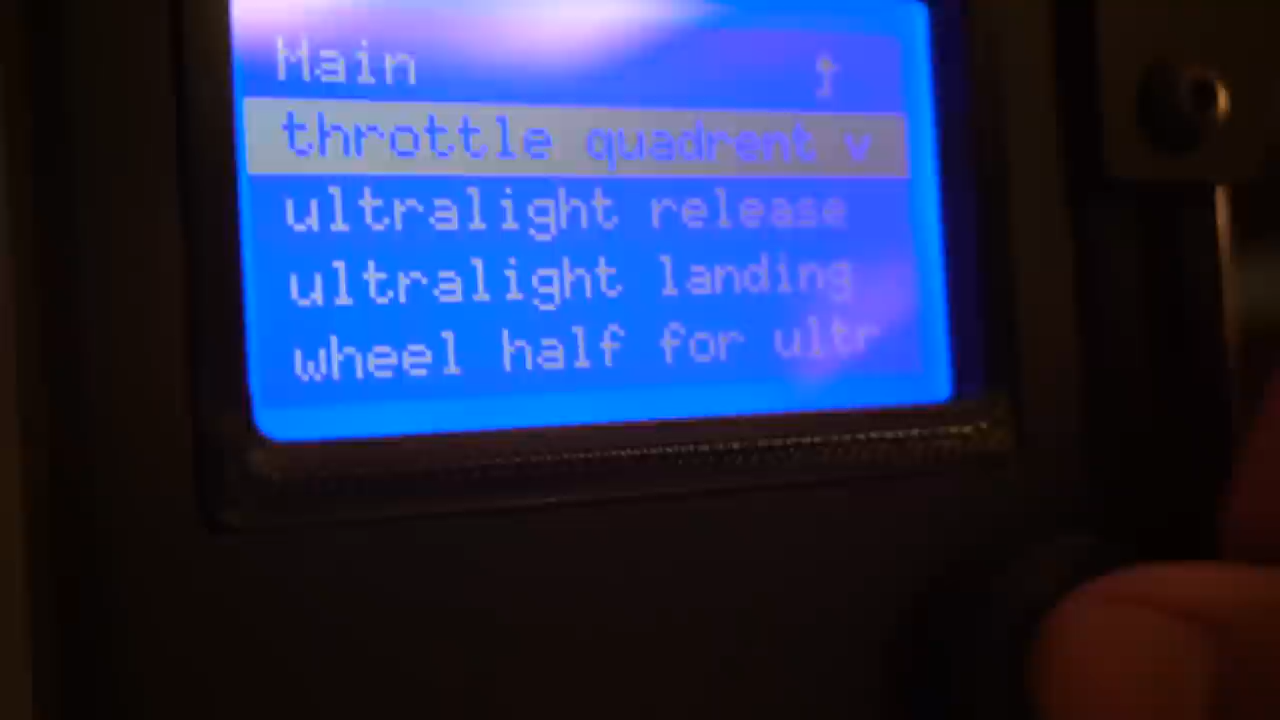 Main
throttle quadrent v
ultralight release
ultralight landing
wheel half for ultr